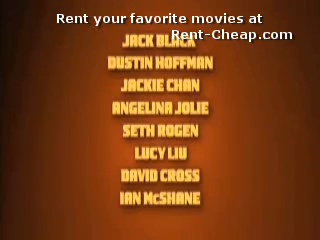 Rent your favorite movies at
Rent-Cheap.com
JACK BLACK
DUSTIN HOFFMAN
JACKIE CHAN
ANGELINA JOLIE
SETH ROGEN
LUCY LIU
DAVID CROSS
IAN McSHANE